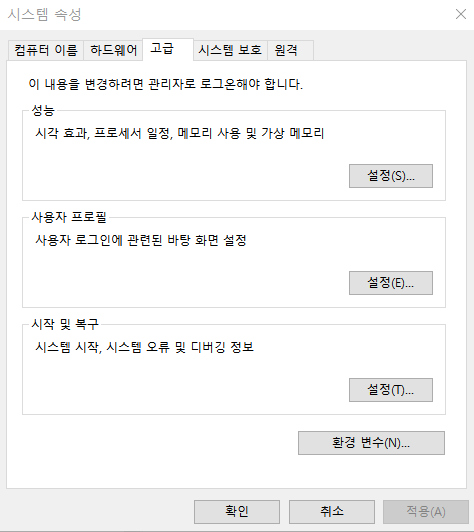 시스템 속성
컴퓨터 이름 하드웨어 고급 시스템 보호 원격
이 내용을 변경하려면 관리자로 로그온해야 합니다.
성능
시각 효과, 프로세서 일정, 메모리 사용 및 가상 메모리
설정(S)...
사용자 프로필
사용자 로그인에 관련된 바탕 화면 설정
설정(E)...
시작 및 복구
시스템 시작, 시스템 오류 및 디버깅 정보
설정(T)...
환경 변수(N)...
확인 취소 적용(A)